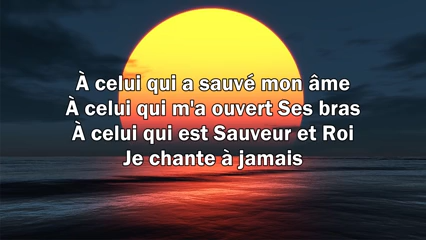 À celui qui a sauvé mon âme
À celui qui m'a ouvert Ses bras
À celui qui est Sauveur et Roi
Je chante à jamais